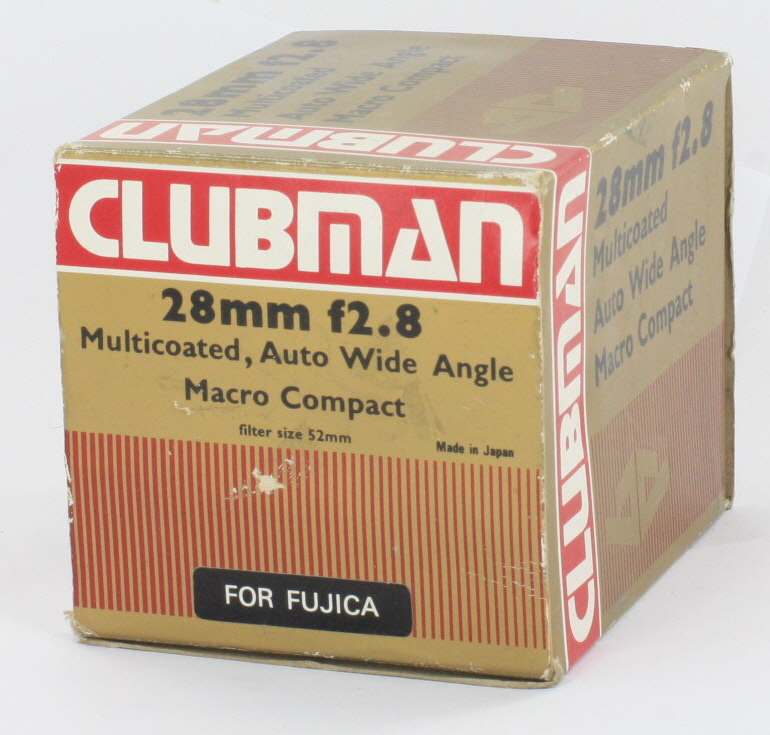 28mm f2.8
Multicoated
Auto Wide Angle
Macro Compact
CLUBMAN
CLUBMAN
28mm f2.8
Multicoated, Auto Wide Angle
Macro Compact
filter size 52mm
Made in Japan
FOR FUJICA
CLUBMAN
28mm f2.8
Multicoated
Auto Wide Angle
Macro Compact